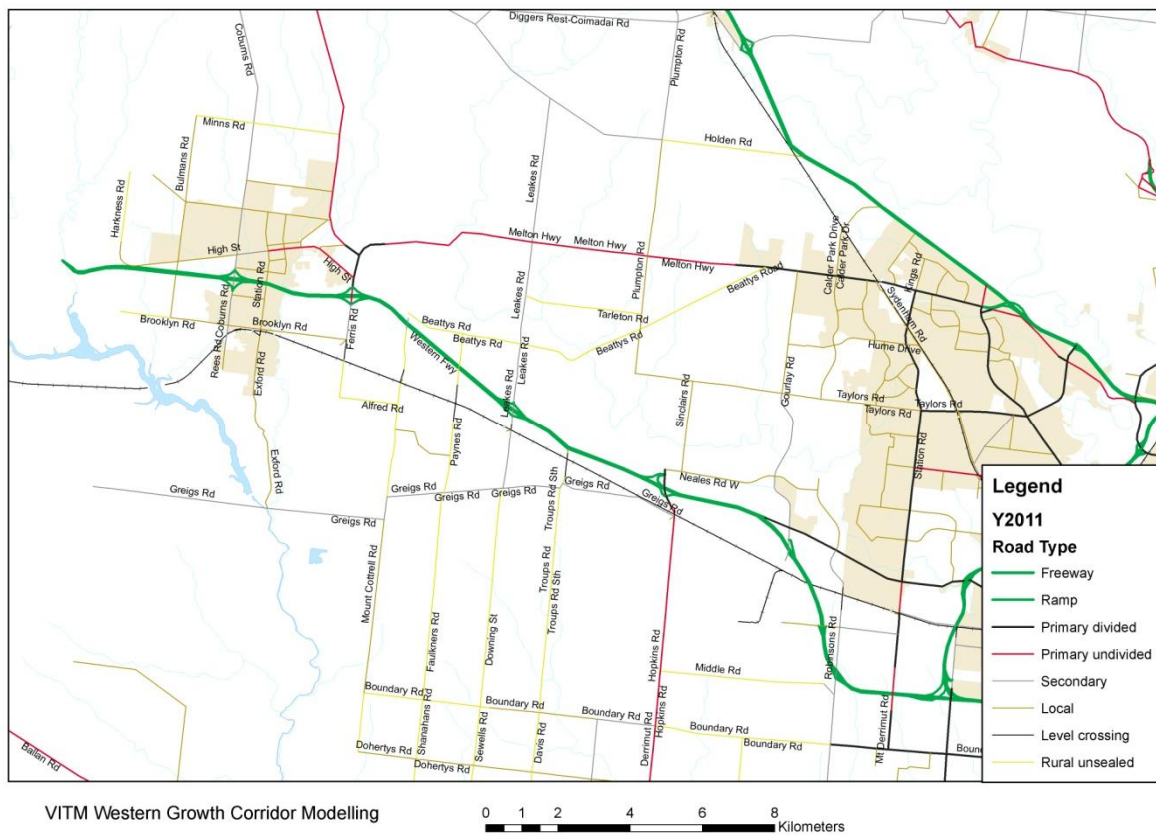 Diggers Rest-Coimadai Rd
Coburns Rd
Plumpton Rd
Minns Rd
Bulmans Rd
Holden Rd
Leakes Rd
Harkness Rd
High St
High St
Melton Hwy
Melton Hwy
Melton Hwy
Plumpton Rd
Beattys Road
Calder Park Drive
Calder Park Dr
Kings Rd
Sydenham Rd
Station Rd
Coburns Rd
Brooklyn Rd
Brooklyn Rd
Rees Rd
Exford Rd
Ferris Rd
Beattys Rd
Beattys Rd
Western Fwy
Leakes Rd
Leakes Rd
Tarleton Rd
Beattys Rd
Hume Drive
Gourlay Rd
Taylors Rd
Taylors Rd
Taylors Rd
Alfred Rd
Paynes Rd
Leakes Rd
Sinclairs Rd
Station Rd
Exford Rd
Neales Rd W
Greigs Rd
Greigs Rd
Greigs Rd
Greigs Rd
Greigs Rd
Greigs Rd
Greigs Rd
Troups Rd Sth
Mount Cottrell Rd
Troups Rd
Troups Rd Sth
Faulkners Rd
Downing St
Hopkins Rd
Robinsons Rd
Middle Rd
Boundary Rd
Boundary Rd
Boundary Rd
Boundary Rd
Boundary Rd
Boun
Shanahans Rd
Sewells Rd
Davis Rd
Derrimut Rd
Hopkins Rd
Mt Derrimut Rd
Dohertys Rd
Dohertys Rd
Ballan Rd
Legend
Y2011
Road Type
Freeway
Ramp
Primary divided
Primary undivided
Secondary
Local
Level crossing
Rural unsealed
VITM Western Growth Corridor Modelling
0 1 2 4 6 8
Kilometers